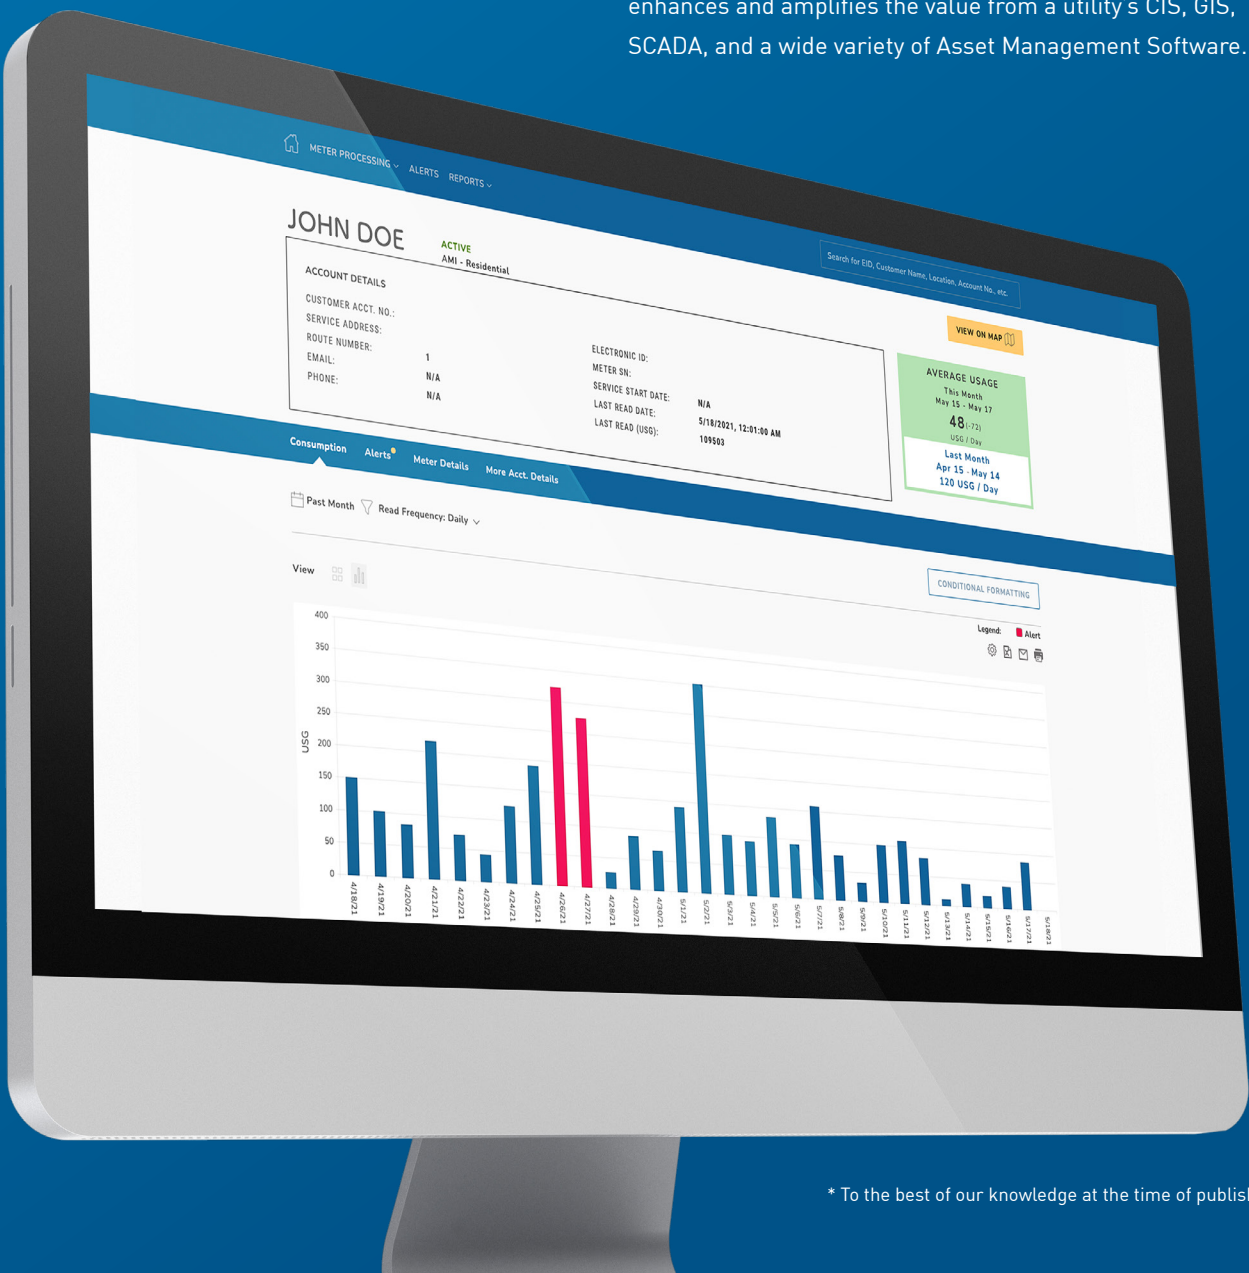 enhances and amplifies the value from a utility's CIS, GIS,
SCADA, and a wide variety of Asset Management Software.
METER PROCESSING
ALERTS
REPORTS
Search for EID, Customer Name, Location, Account No., etc.
JOHN DOE
ACTIVE
AMI - Residential
VIEW ON MAP
ACCOUNT DETAILS
CUSTOMER ACCT. NO.:
SERVICE ADDRESS:
ROUTE NUMBER: 1
EMAIL: N/A
PHONE: N/A
ELECTRONIC ID:
METER SN:
SERVICE START DATE: N/A
LAST READ DATE: 5/18/2021, 12:01:00 AM
LAST READ (USG): 109503
AVERAGE USAGE
This Month
May 15 - May 17
48 (-72)
USG / Day
Last Month
Apr 15 - May 14
120 USG / Day
Consumption
Alerts
Meter Details
More Acct. Details
Past Month
Read Frequency: Daily
View
CONDITIONAL FORMATTING
Legend: Alert
USG
400
350
300
250
200
150
100
50
0
4/18/21
4/19/21
4/20/21
4/21/21
4/22/21
4/23/21
4/24/21
4/25/21
4/26/21
4/27/21
4/28/21
4/29/21
4/30/21
5/1/21
5/2/21
5/3/21
5/4/21
5/5/21
5/6/21
5/7/21
5/8/21
5/9/21
5/10/21
5/11/21
5/12/21
5/13/21
5/14/21
5/15/21
5/16/21
5/17/21
5/18/21
* To the best of our knowledge at the time of publish